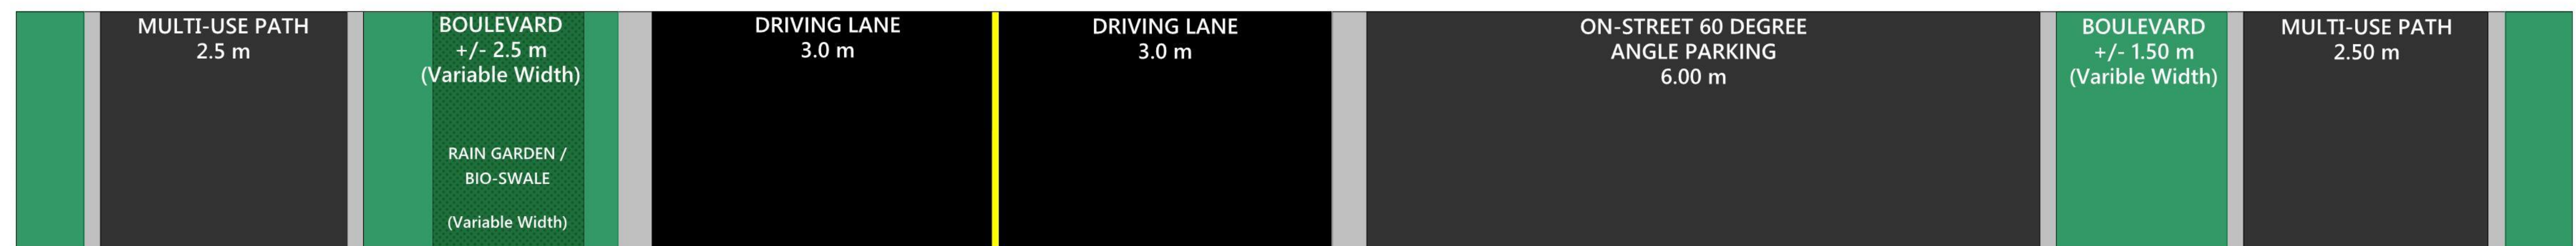 MULTI-USE PATH
2.5 m
BOULEVARD
+/- 2.5 m
(Variable Width)
RAIN GARDEN /
BIO-SWALE
(Variable Width)
DRIVING LANE
3.0 m
DRIVING LANE
3.0 m
ON-STREET 60 DEGREE
ANGLE PARKING
6.00 m
BOULEVARD
+/- 1.50 m
(Varible Width)
MULTI-USE PATH
2.50 m